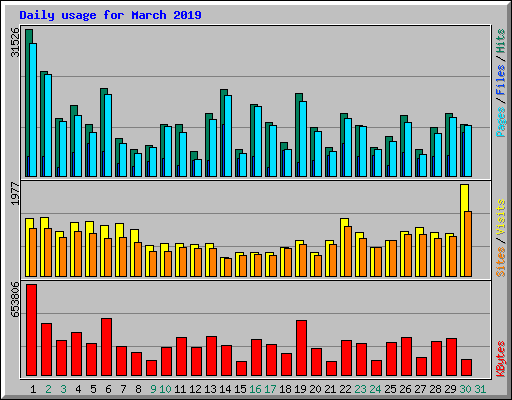 Daily usage for March 2019
31526
Pages / Files / Hits
1977
Sites / Visits
653806
KBytes
1 2 3 4 5 6 7 8 9 10 11 12 13 14 15 16 17 18 19 20 21 22 23 24 25 26 27 28 29 30 31